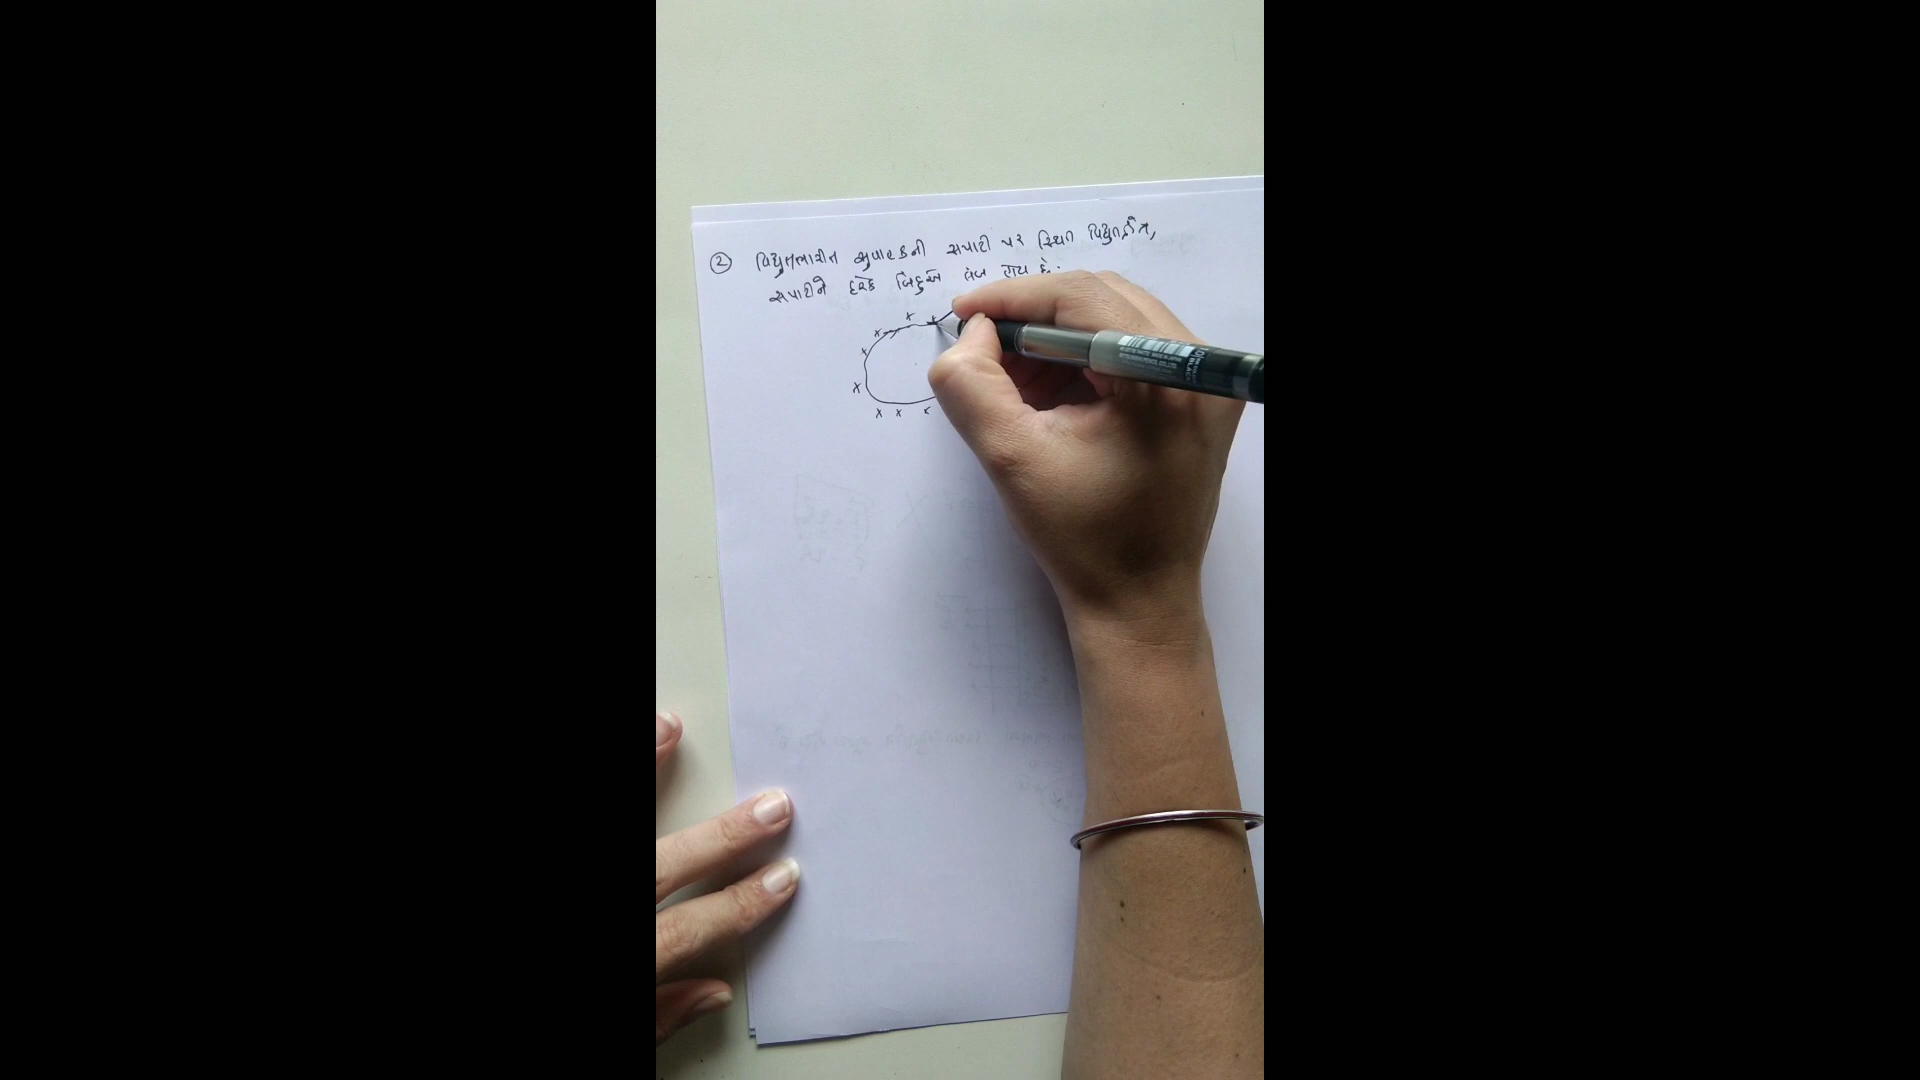 ② વિદ્યુતભારીત સુવાહકની સપાટી પર સ્થિત વિદ્યુતક્ષેત્ર,
સપાટીને દરેક બિંદુએ લંબ હોય છે.
x x x x x x x x